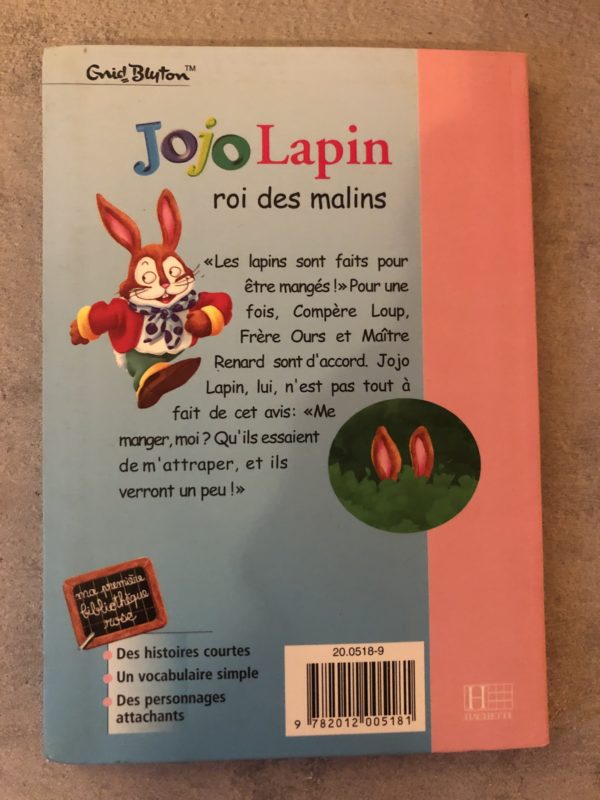 Enid Blyton™
Jojo Lapin
roi des malins
«Les lapins sont faits pour
être mangés !» Pour une
fois, Compère Loup,
Frère Ours et Maître
Renard sont d'accord. Jojo
Lapin, lui, n'est pas tout à
fait de cet avis: «Me
manger, moi ? Qu'ils essaient
de m'attraper, et ils
verront un peu !»
ma première
bibliothèque
rose
• Des histoires courtes
• Un vocabulaire simple
• Des personnages
attachants
20.0518-9
9 782012 005181
H
HACHETTE